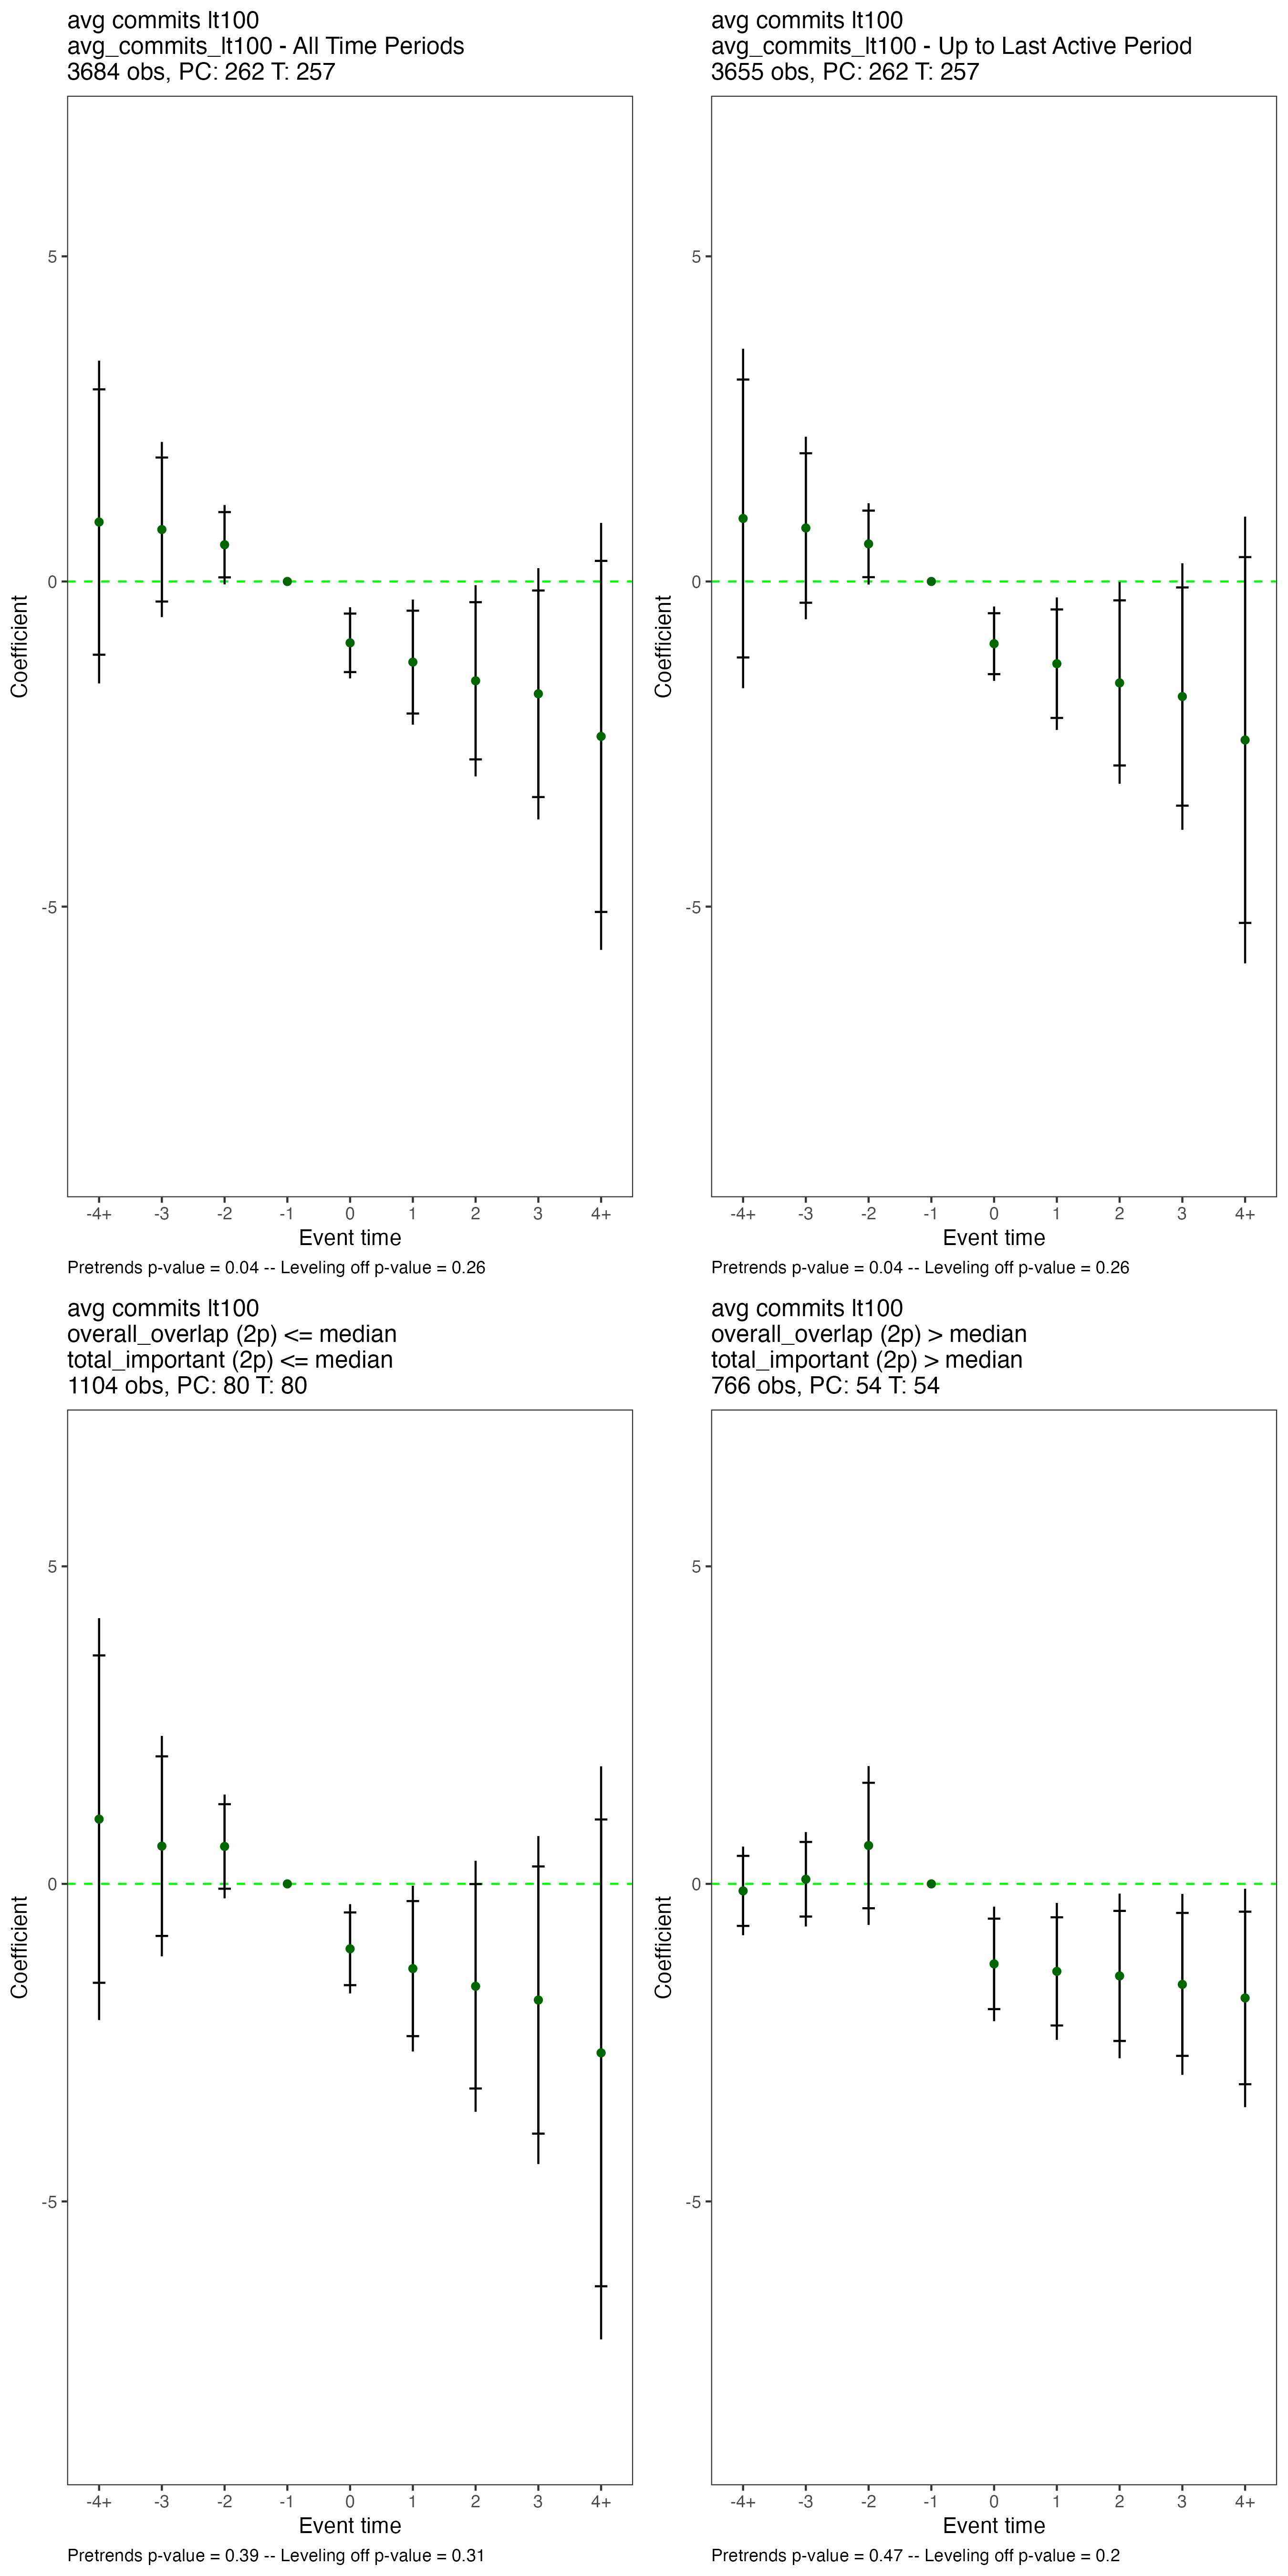 avg commits lt100
avg_commits_lt100 - All Time Periods
3684 obs, PC: 262 T: 257
5
0
-5
Coefficient
-4+ -3 -2 -1 0 1 2 3 4+
Event time
Pretrends p-value = 0.04 -- Leveling off p-value = 0.26
avg commits lt100
avg_commits_lt100 - Up to Last Active Period
3655 obs, PC: 262 T: 257
5
0
-5
Coefficient
-4+ -3 -2 -1 0 1 2 3 4+
Event time
Pretrends p-value = 0.04 -- Leveling off p-value = 0.26
avg commits lt100
overall_overlap (2p) <= median
total_important (2p) <= median
1104 obs, PC: 80 T: 80
5
0
-5
Coefficient
-4+ -3 -2 -1 0 1 2 3 4+
Event time
Pretrends p-value = 0.39 -- Leveling off p-value = 0.31
avg commits lt100
overall_overlap (2p) > median
total_important (2p) > median
766 obs, PC: 54 T: 54
5
0
-5
Coefficient
-4+ -3 -2 -1 0 1 2 3 4+
Event time
Pretrends p-value = 0.47 -- Leveling off p-value = 0.2